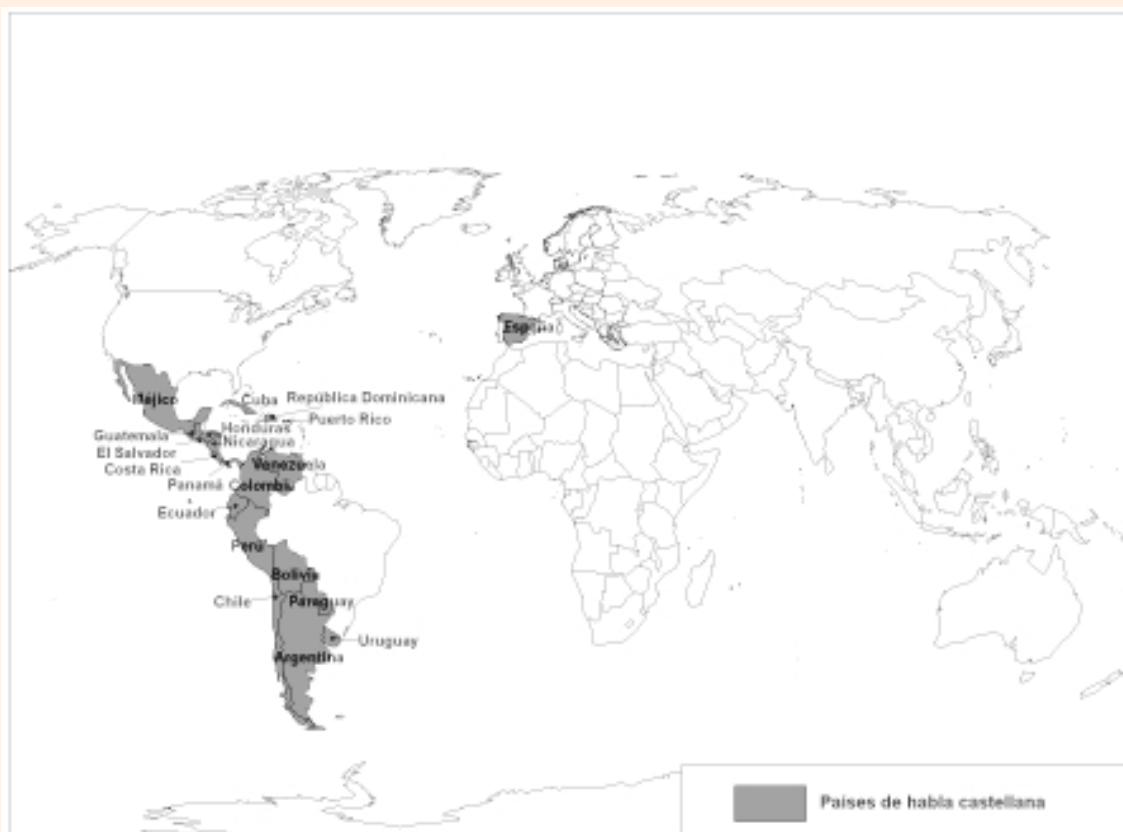 España
Méjico
Cuba
República Dominicana
Puerto Rico
Honduras
Guatemala
Nicaragua
El Salvador
Costa Rica
Venezuela
Panamá
Colombia
Ecuador
Perú
Bolivia
Chile
Paraguay
Uruguay
Argentina
Países de habla castellana